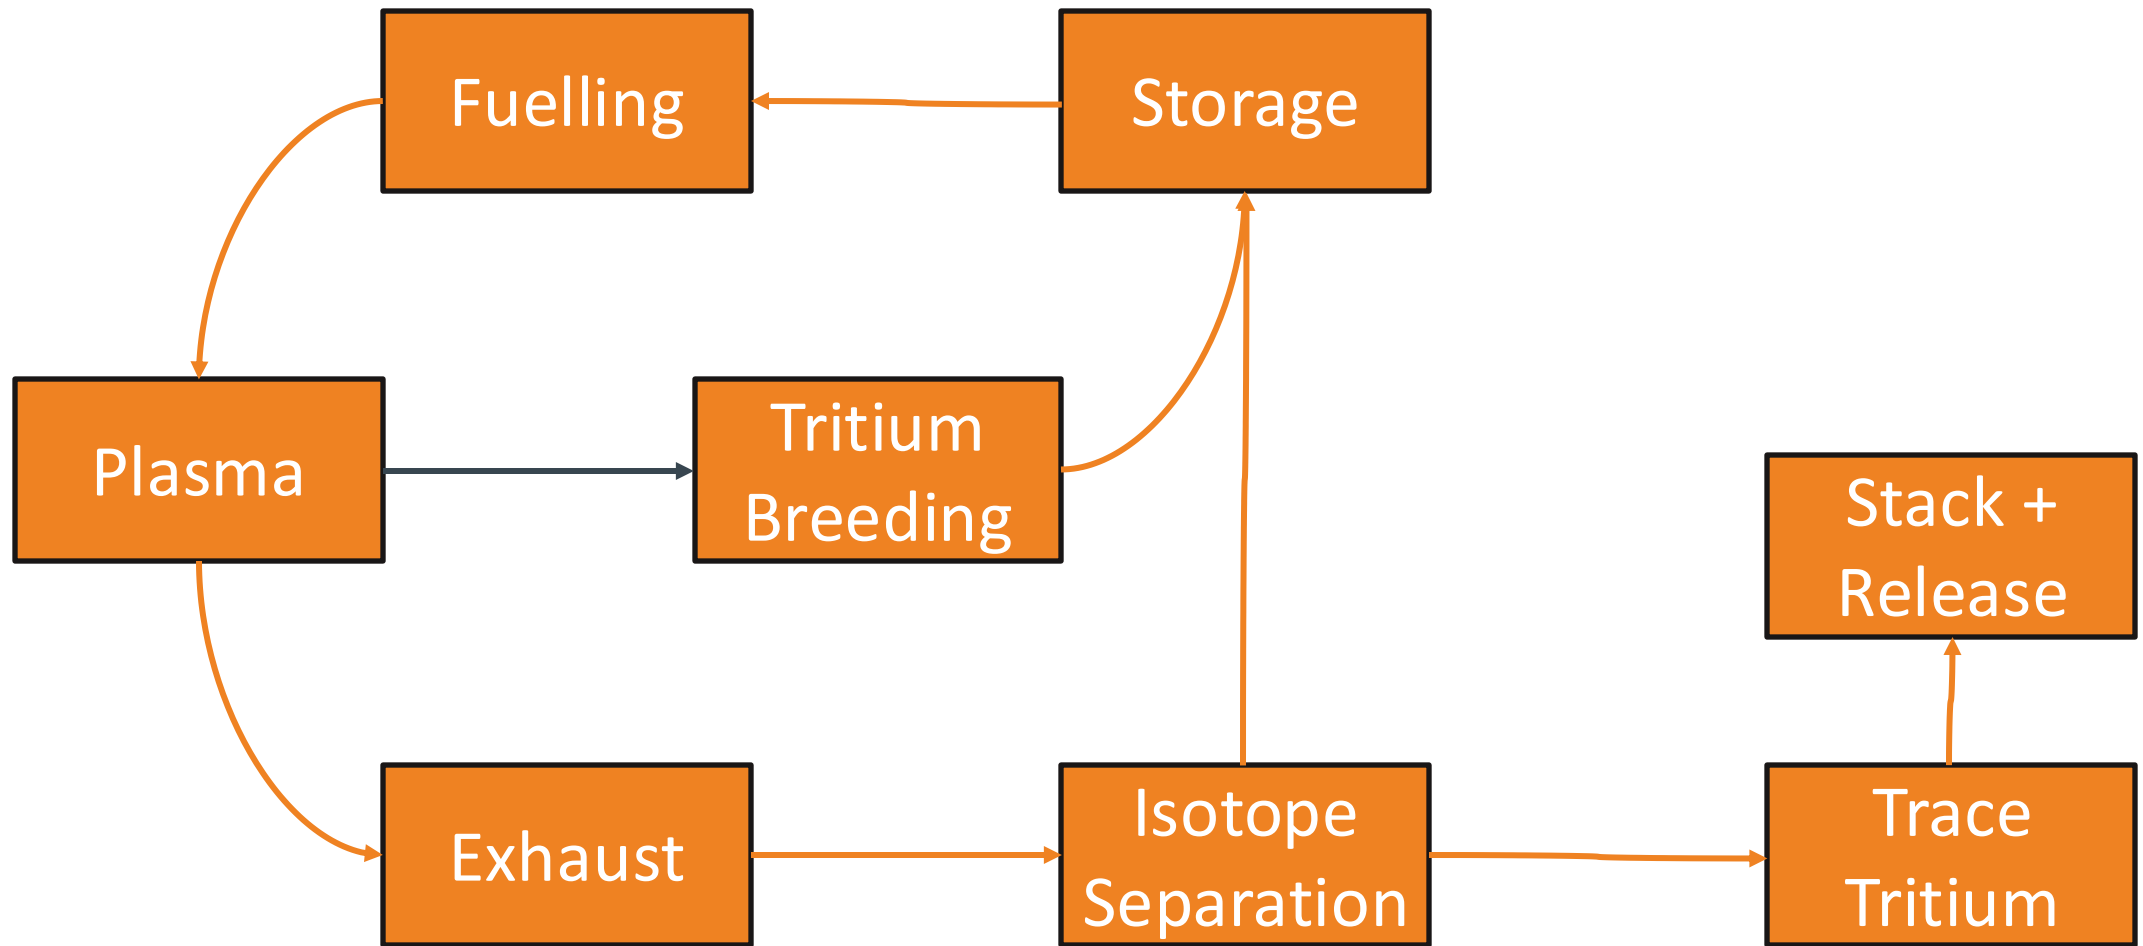 Fuelling
Storage
Plasma
Tritium
Breeding
Stack +
Release
Exhaust
Isotope
Separation
Trace
Tritium